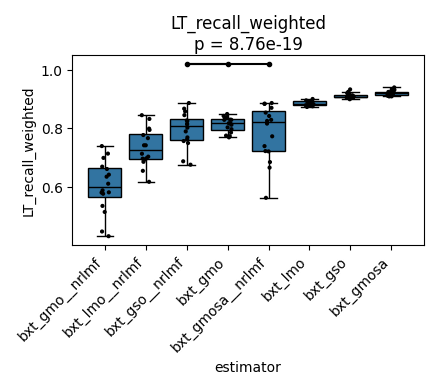 LT_recall_weighted
p = 8.76e-19
LT_recall_weighted
1.0
0.8
0.6
bxt_gmo__nrlmf
bxt_lmo__nrlmf
bxt_gso__nrlmf
bxt_gmo
bxt_gmosa__nrlmf
bxt_lmo
bxt_gso
bxt_gmosa
estimator